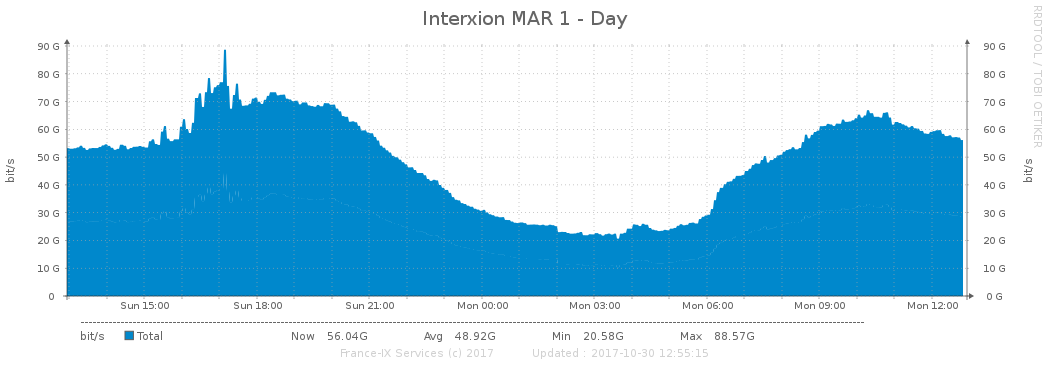 Interxion MAR 1 - Day
RRDTOOL / TOBI OETIKER
90 G 90 G
80 G 80 G
70 G 70 G
60 G 60 G
50 G 50 G
40 G 40 G
30 G 30 G
20 G 20 G
10 G 10 G
0 0 G
bit/s
bit/s
Sun 15:00 Sun 18:00 Sun 21:00 Mon 00:00 Mon 03:00 Mon 06:00 Mon 09:00 Mon 12:00
bit/s Total Now 56.04G Avg 48.92G Min 20.58G Max 88.57G
France-IX Services (c) 2017 Updated : 2017-10-30 12:55:15